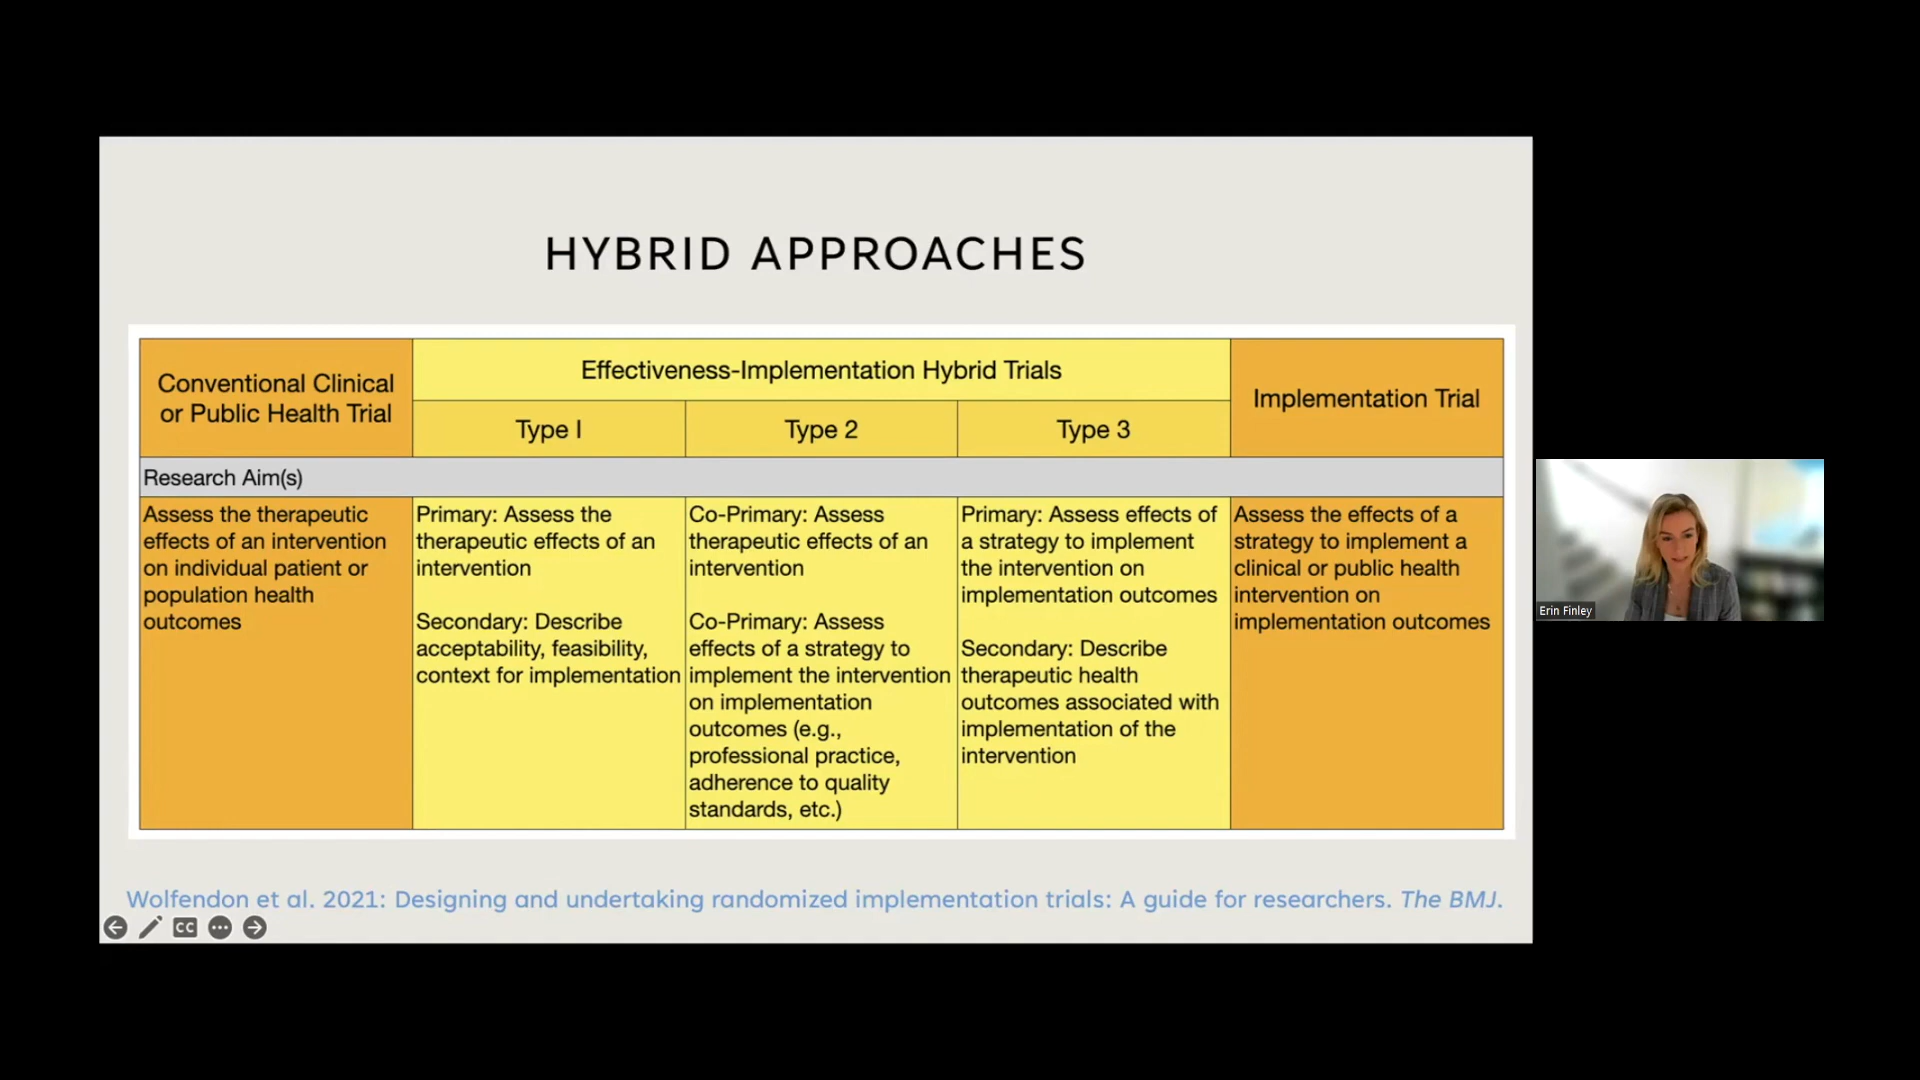 HYBRID APPROACHES
Conventional Clinical
or Public Health Trial
Effectiveness-Implementation Hybrid Trials
Type I
Type 2
Type 3
Implementation Trial
Research Aim(s)
Assess the therapeutic
effects of an intervention
on individual patient or
population health
outcomes
Primary: Assess the
therapeutic effects of an
intervention
Secondary: Describe
acceptability, feasibility,
context for implementation
Co-Primary: Assess
therapeutic effects of an
intervention
Co-Primary: Assess
effects of a strategy to
implement the intervention
on implementation
outcomes (e.g.,
professional practice,
adherence to quality
standards, etc.)
Primary: Assess effects of
a strategy to implement
the intervention on
implementation outcomes
Secondary: Describe
therapeutic health
outcomes associated with
implementation of the
intervention
Assess the effects of a
strategy to implement a
clinical or public health
intervention on
implementation outcomes
Wolfendon et al. 2021: Designing and undertaking randomized implementation trials: A guide for researchers. The BMJ.
CC
Erin Finley